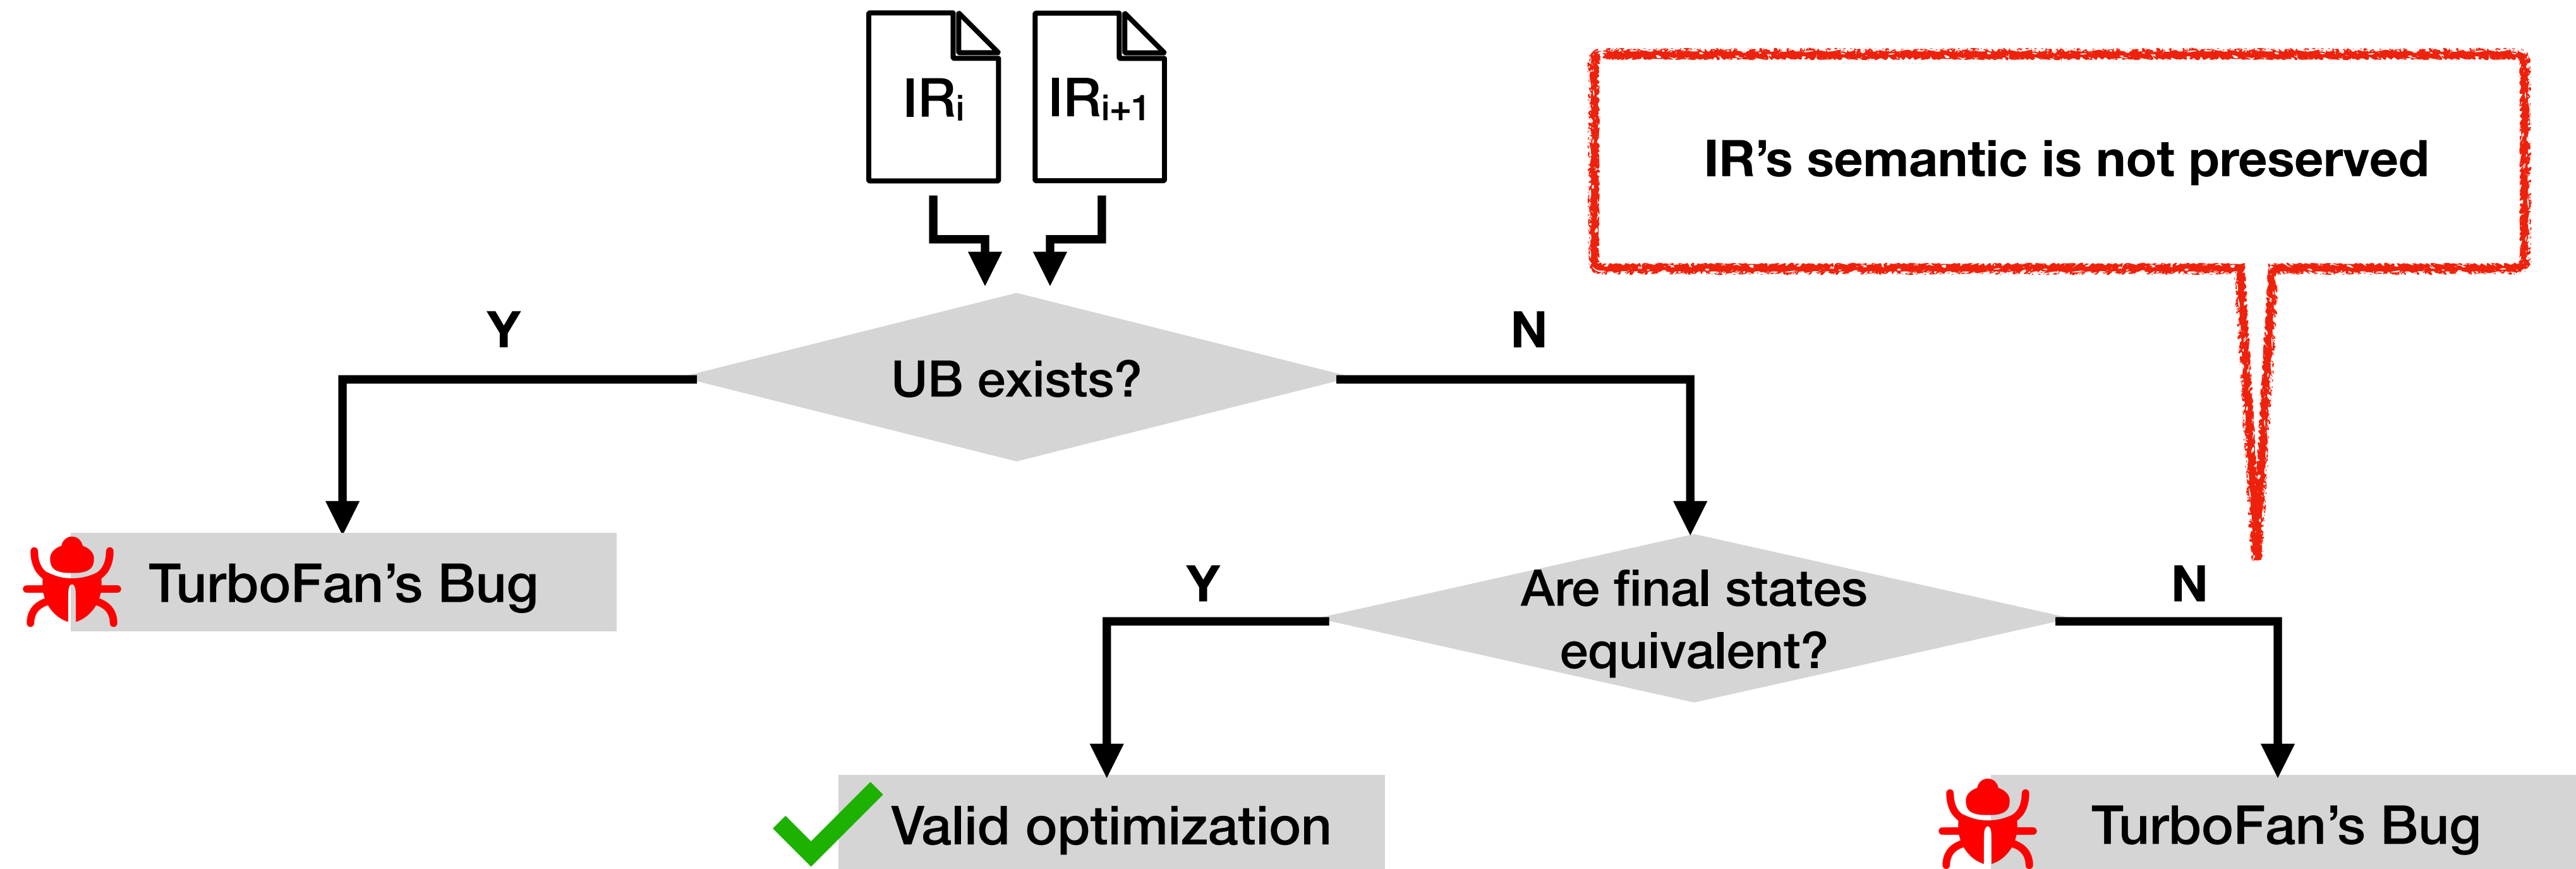 IRi
IRi+1
IR's semantic is not preserved
Y
N
UB exists?
TurboFan's Bug
Y
Are final states
equivalent?
N
Valid optimization
TurboFan's Bug